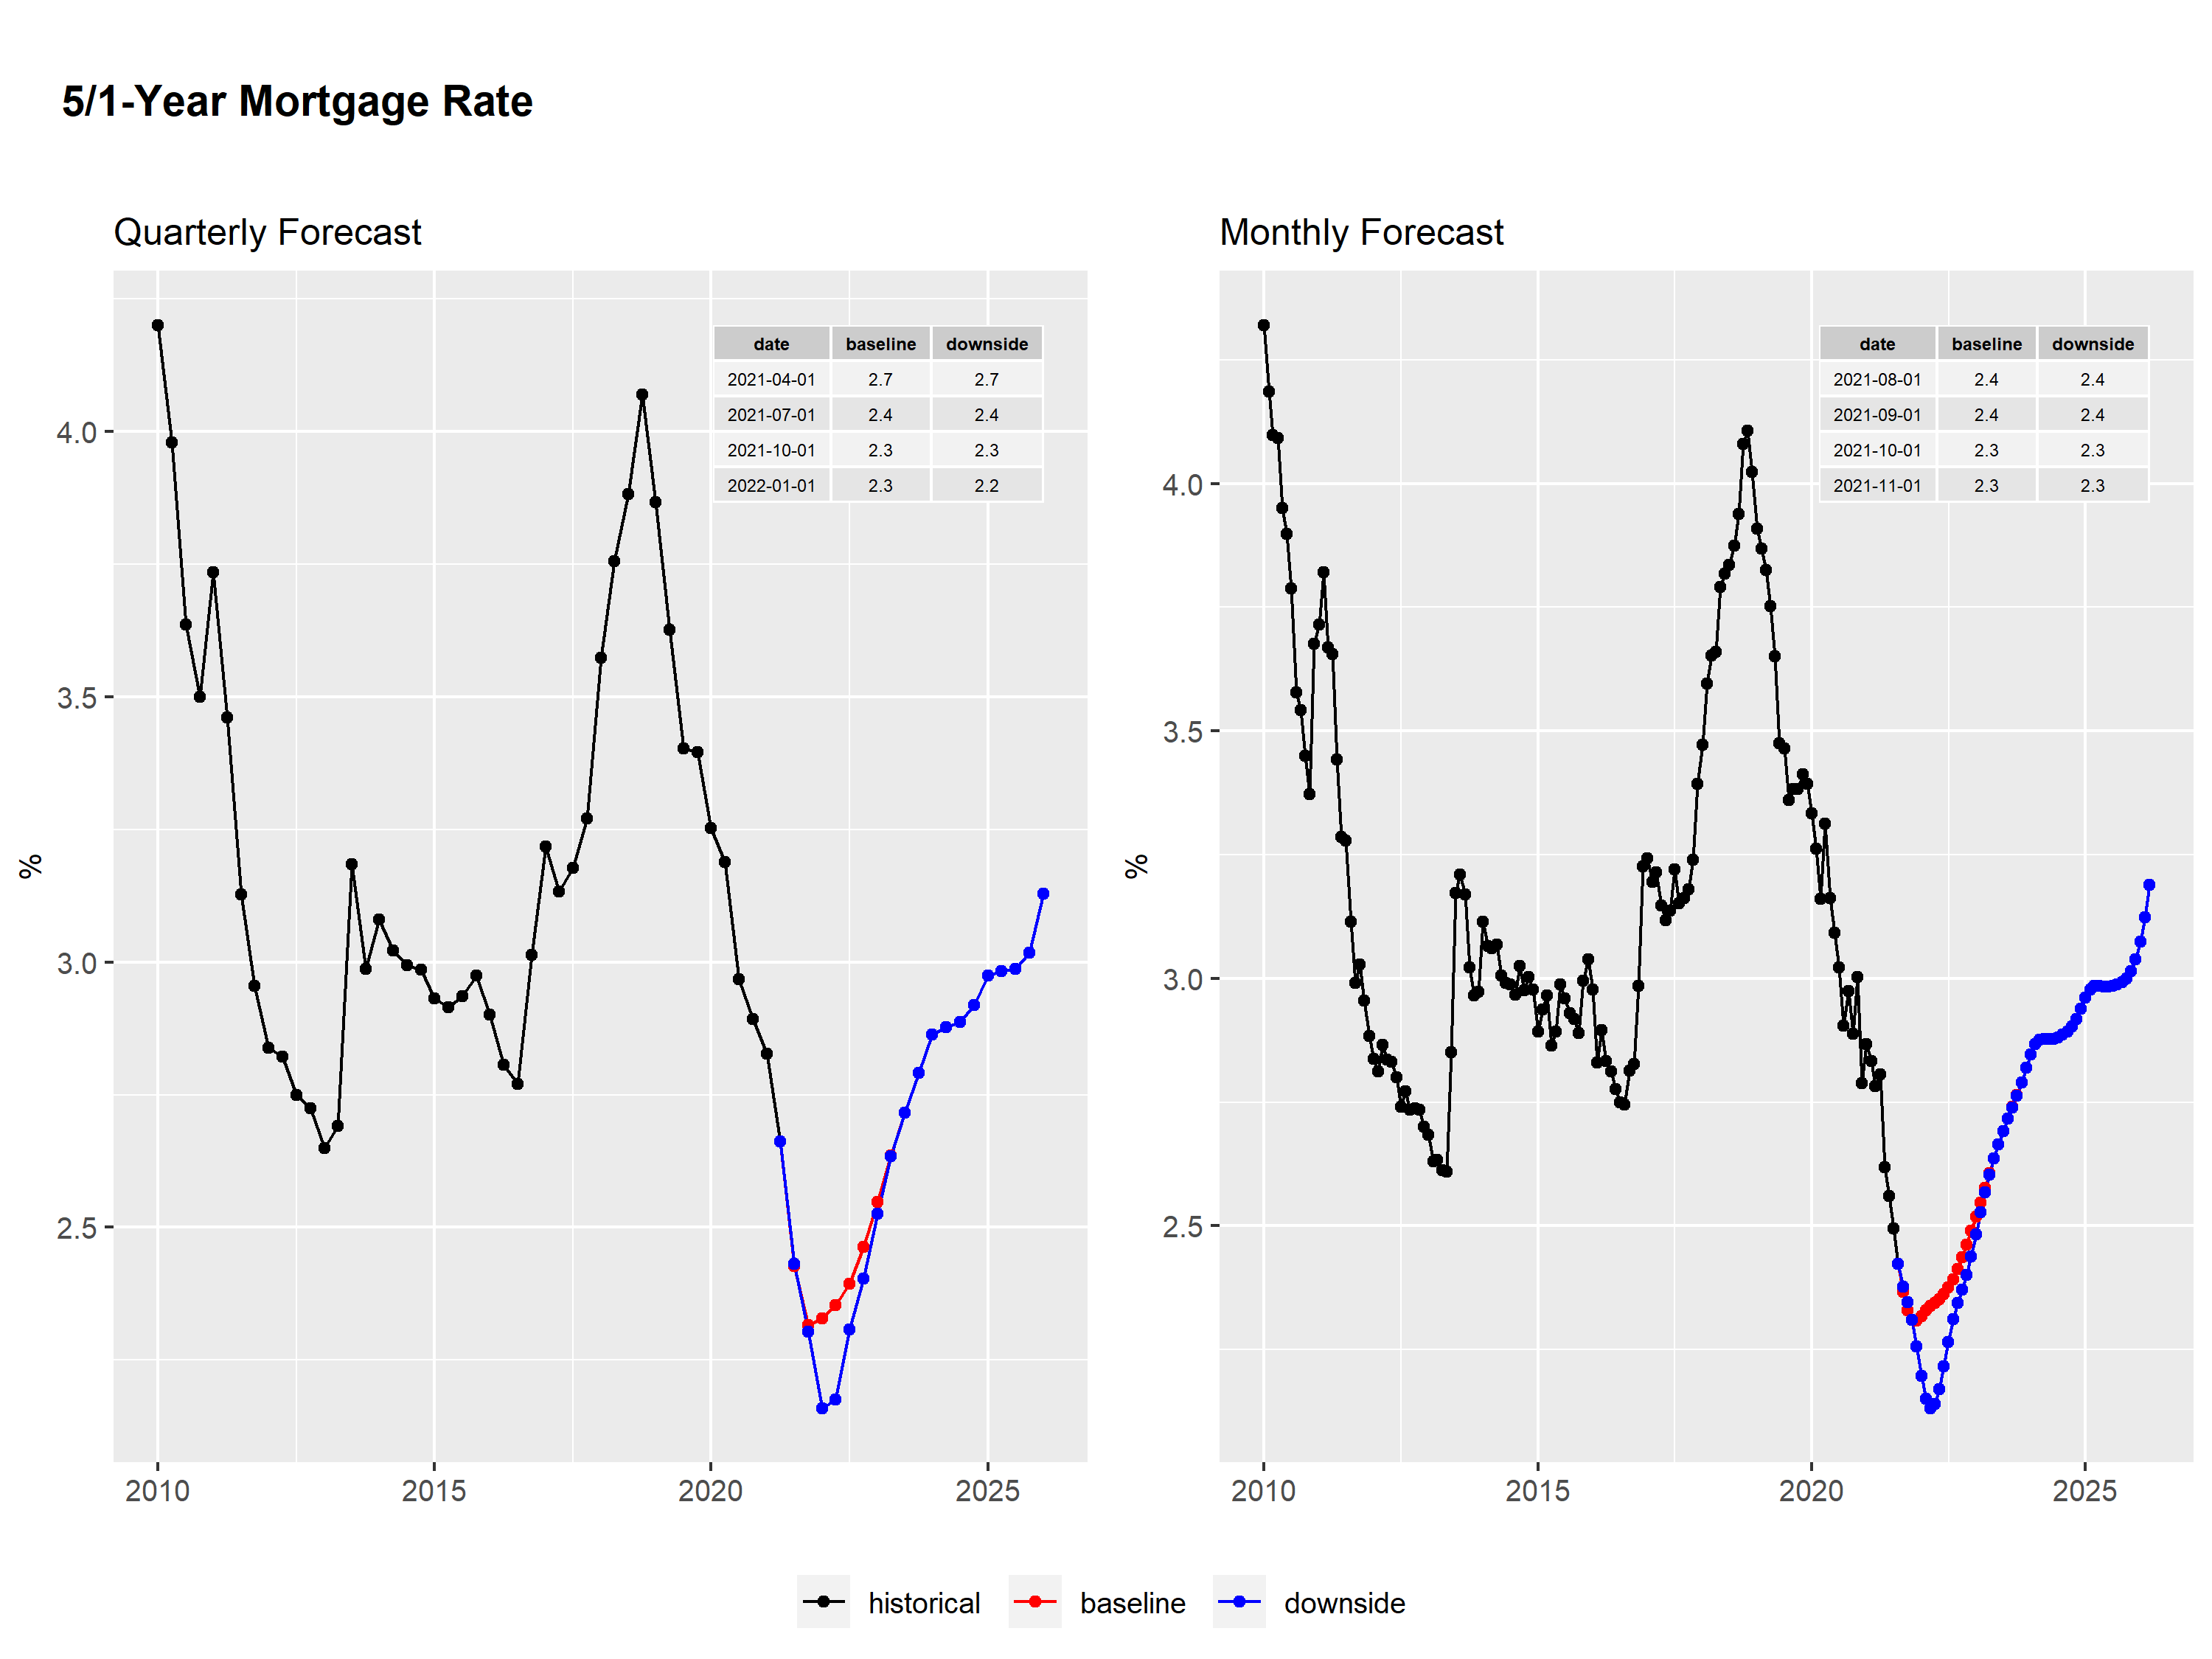 5/1-Year Mortgage Rate
Quarterly Forecast
%
4.0
3.5
3.0
2.5
2010 2015 2020 2025
date baseline downside
2021-04-01 2.7 2.7
2021-07-01 2.4 2.4
2021-10-01 2.3 2.3
2022-01-01 2.3 2.2
Monthly Forecast
%
4.0
3.5
3.0
2.5
2010 2015 2020 2025
date baseline downside
2021-08-01 2.4 2.4
2021-09-01 2.4 2.4
2021-10-01 2.3 2.3
2021-11-01 2.3 2.3
historical baseline downside